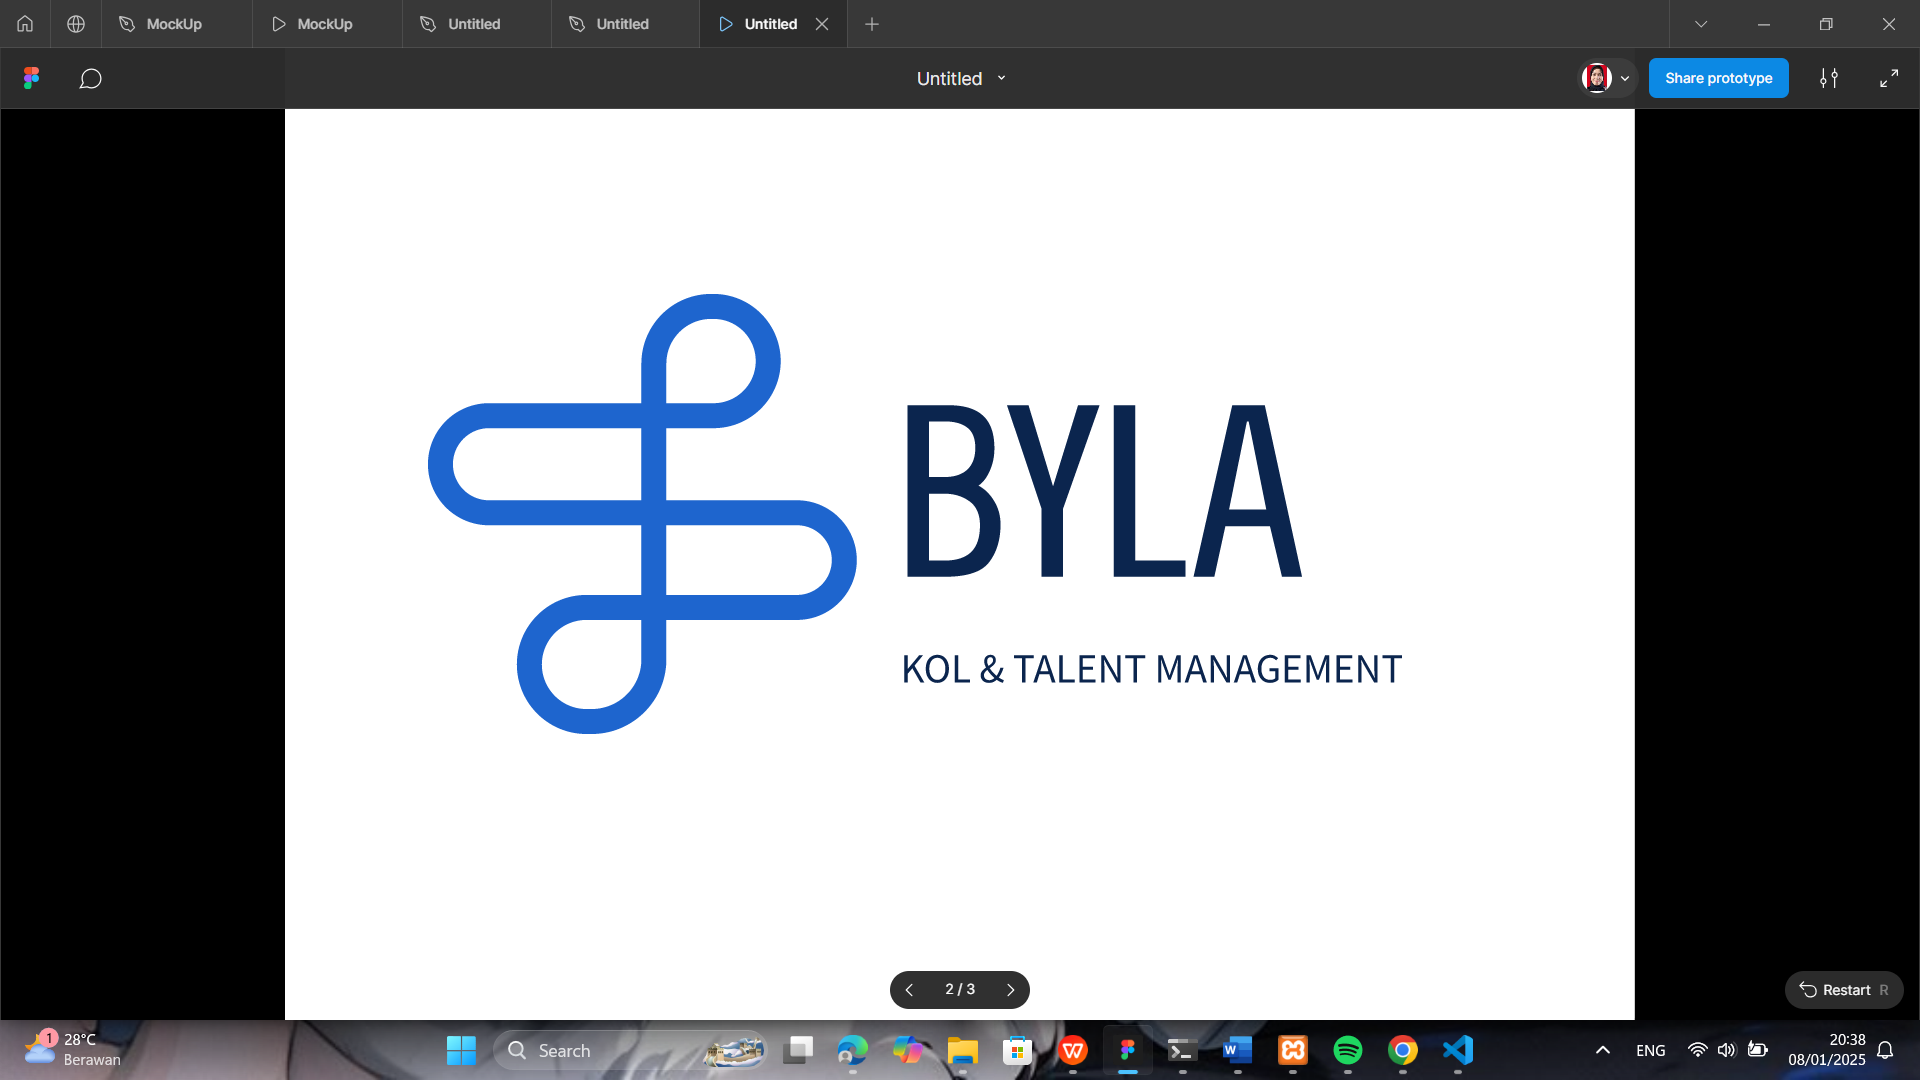 MockUp
MockUp
Untitled
Untitled
Untitled
Untitled
Share prototype
BYLA
KOL & TALENT MANAGEMENT
2 / 3
Restart R
1
28°C
Berawan
Search
ENG
20:38
08/01/2025